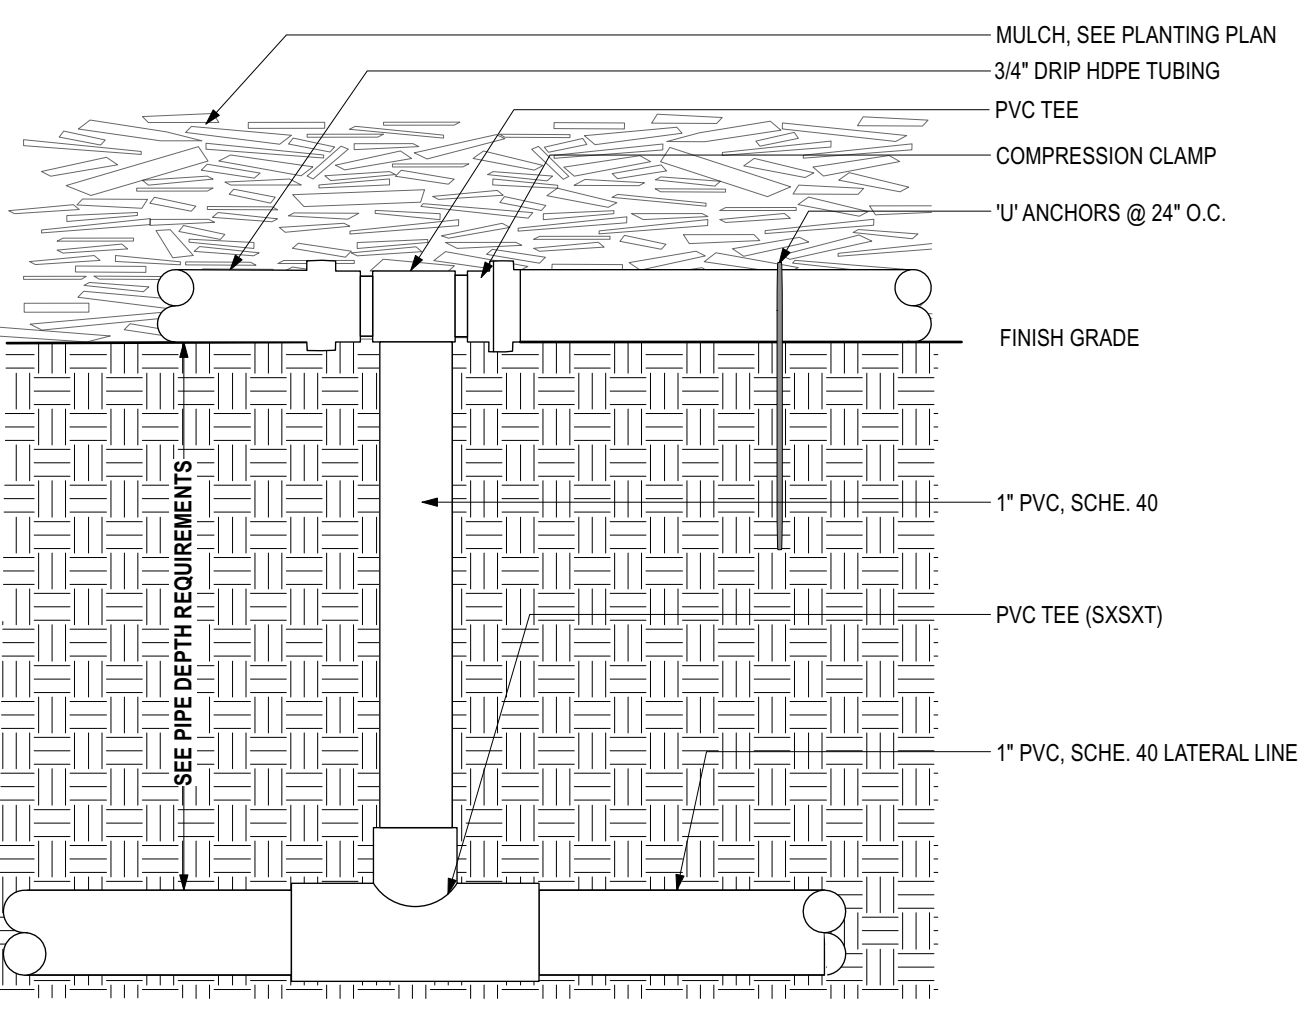 MULCH, SEE PLANTING PLAN
3/4" DRIP HDPE TUBING
PVC TEE
COMPRESSION CLAMP
'U' ANCHORS @ 24" O.C.
FINISH GRADE
SEE PIPE DEPTH REQUIREMENTS
1" PVC, SCHE. 40
PVC TEE (SXSXT)
1" PVC, SCHE. 40 LATERAL LINE